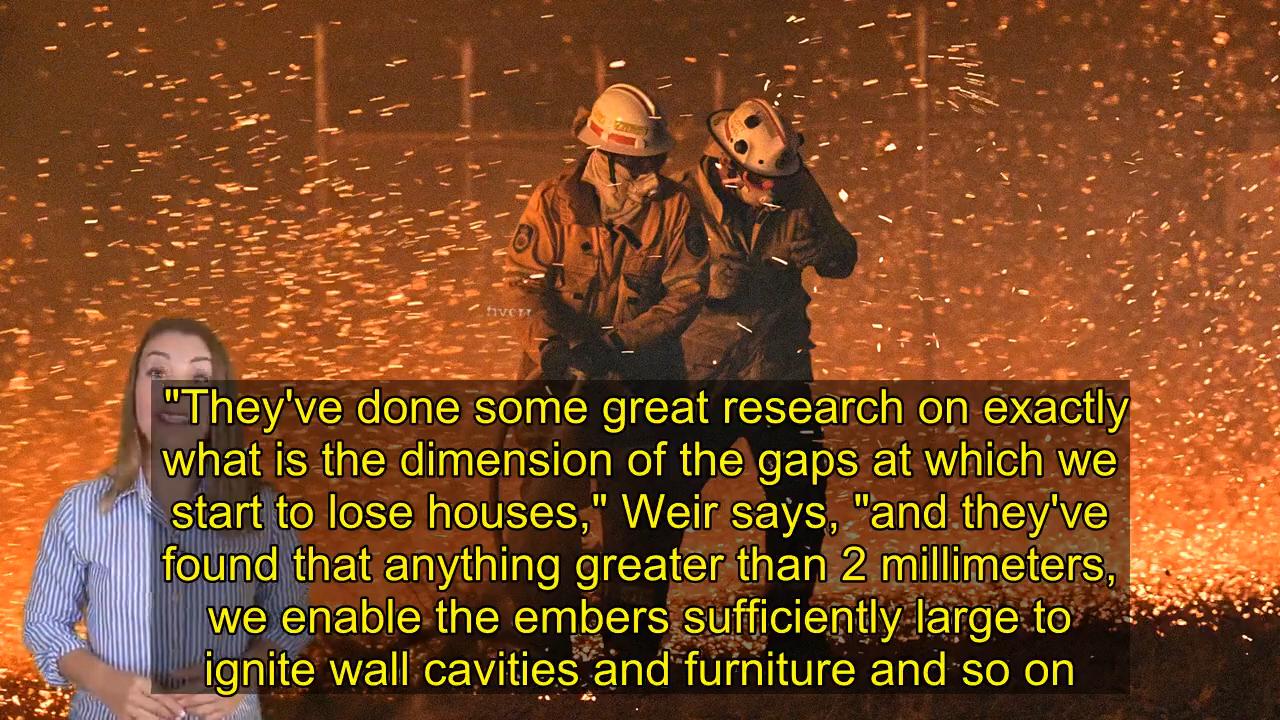 "They've done some great research on exactly
what is the dimension of the gaps at which we
start to lose houses," Weir says, "and they've
found that anything greater than 2 millimeters,
we enable the embers sufficiently large to
ignite wall cavities and furniture and so on